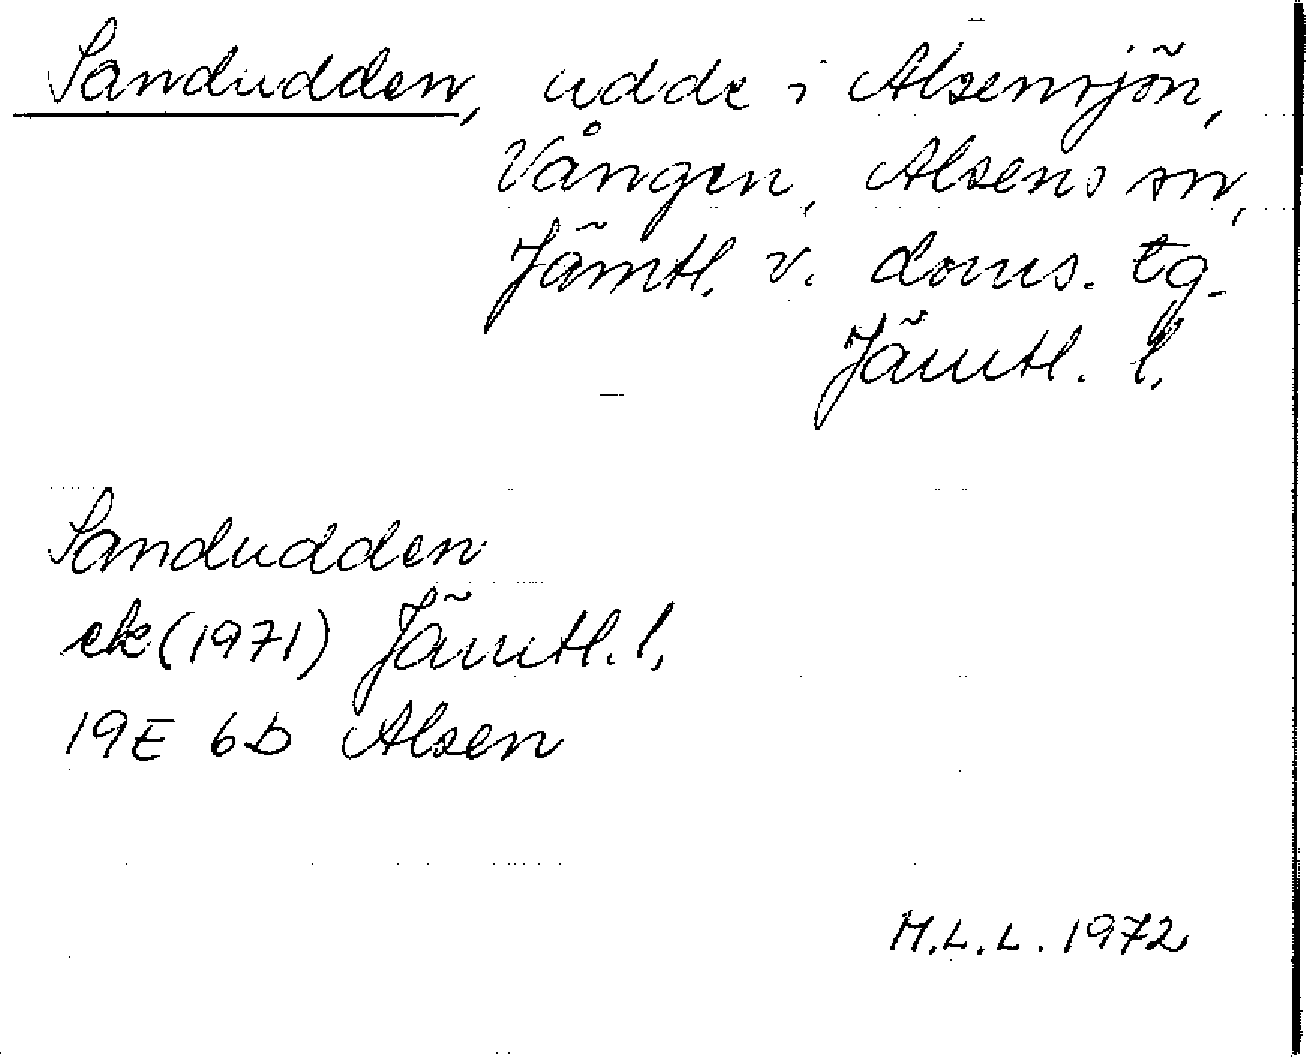 Sandudden, udde i Alsensjön,
Vången, Alsens sn,
Jämtl. v. doms. tg.
Jämtl. l.
Sandudden
ek (1971) Jämtl. l.
19E 6b Alsen
M.L.L. 1972